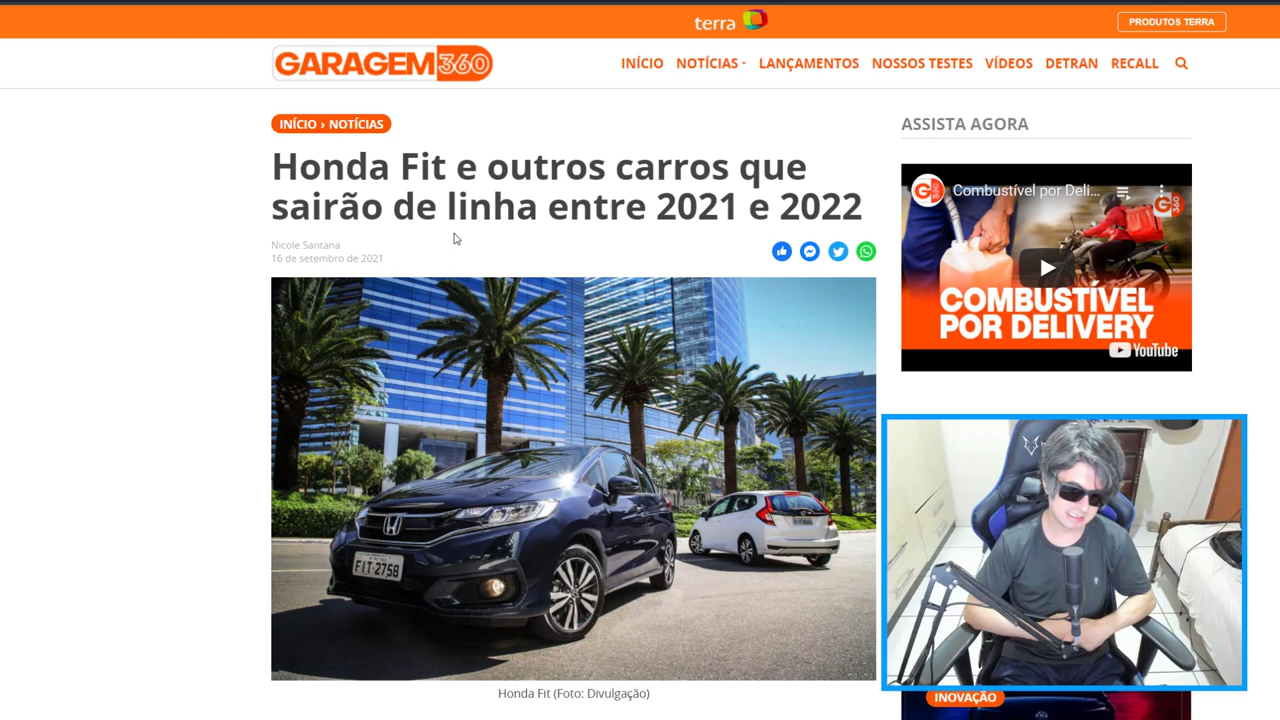 terra
PRODUTOS TERRA
GARAGEM 360
INÍCIO NOTÍCIAS LANÇAMENTOS NOSSOS TESTES VÍDEOS DETRAN RECALL
INÍCIO › NOTÍCIAS
Honda Fit e outros carros que
sairão de linha entre 2021 e 2022
Nicole Santana
16 de setembro de 2021
FIT-2758
Honda Fit (Foto: Divulgação)
ASSISTA AGORA
Combustível por Deli...
COMBUSTÍVEL
POR DELIVERY
YouTube
INOVAÇÃO